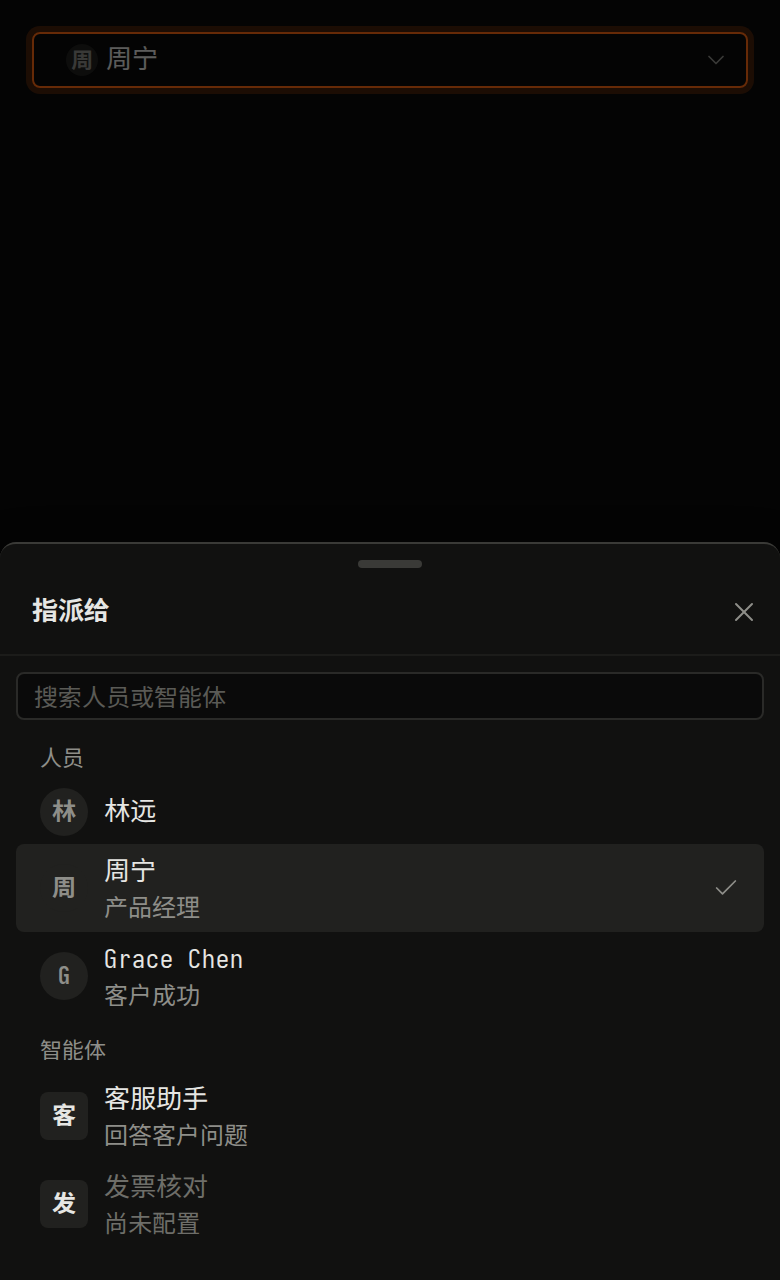 周 周宁
指派给
搜索人员或智能体
人员
林 林远
周 周宁
产品经理
G Grace Chen
客户成功
智能体
客 客服助手
回答客户问题
发 发票核对
尚未配置